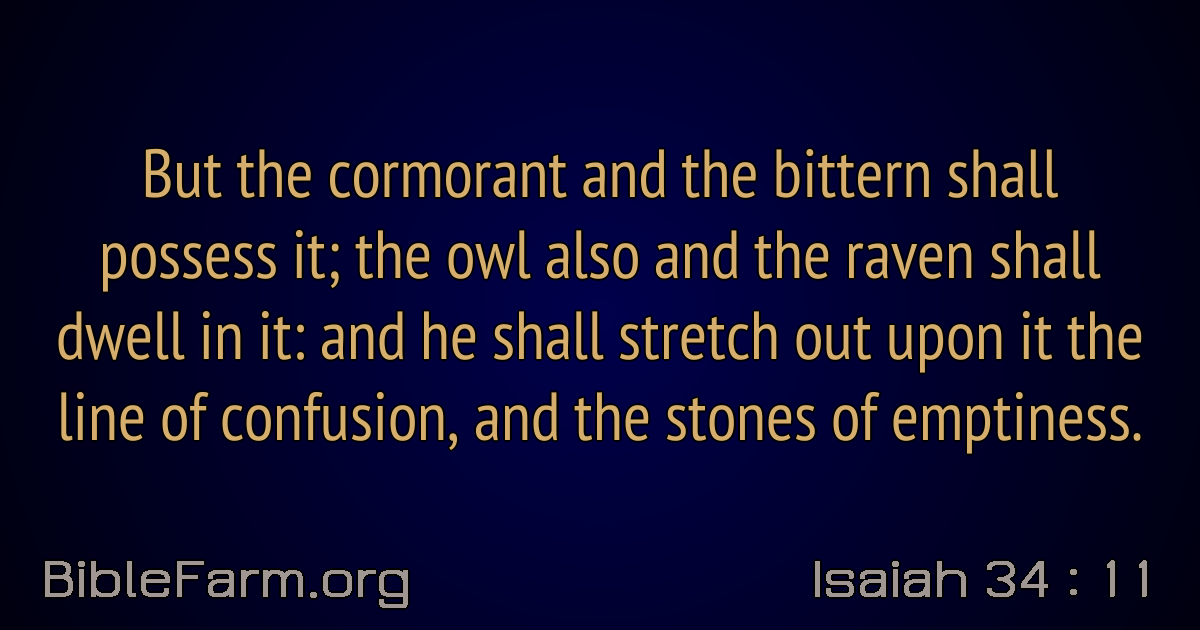 But the cormorant and the bittern shall
possess it; the owl also and the raven shall
dwell in it: and he shall stretch out upon it the
line of confusion, and the stones of emptiness.
BibleFarm.org
Isaiah 34 : 11